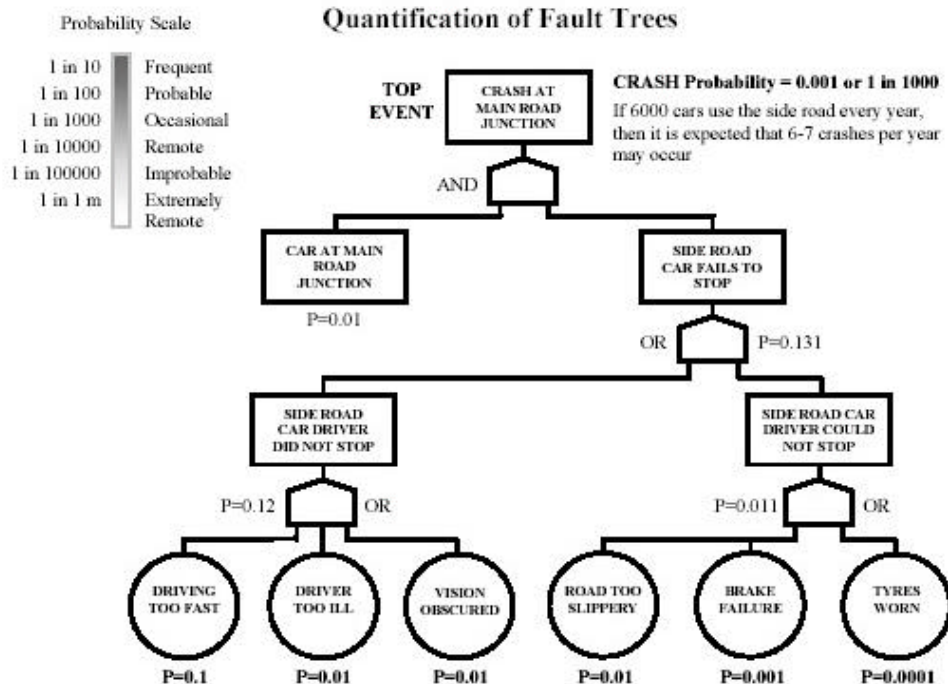 Quantification of Fault Trees
Probability Scale
1 in 10 Frequent
1 in 100 Probable
1 in 1000 Occasional
1 in 10000 Remote
1 in 100000 Improbable
1 in 1 m Extremely
Remote
TOP
EVENT
CRASH AT
MAIN ROAD
JUNCTION
CRASH Probability = 0.001 or 1 in 1000
If 6000 cars use the side road every year,
then it is expected that 6-7 crashes per year
may occur
AND
CAR AT MAIN
ROAD
JUNCTION
P=0.01
SIDE ROAD
CAR FAILS TO
STOP
OR
P=0.131
SIDE ROAD
CAR DRIVER
DID NOT STOP
P=0.12
OR
SIDE ROAD CAR
DRIVER COULD
NOT STOP
P=0.011
OR
DRIVING
TOO FAST
DRIVER
TOO ILL
VISION
OBSCURED
ROAD TOO
SLIPPERY
BRAKE
FAILURE
TYRES
WORN
P=0.1
P=0.01
P=0.01
P=0.01
P=0.001
P=0.0001